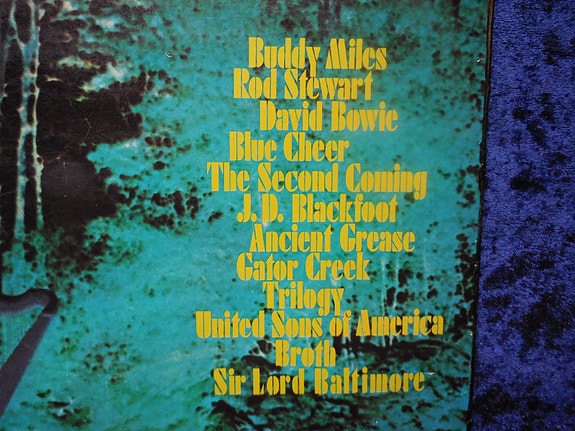 Buddy Miles
Rod Stewart
David Bowie
Blue Cheer
The Second Coming
J. D. Blackfoot
Ancient Grease
Gator Creek
Trilogy
United Sons of America
Broth
Sir Lord Baltimore